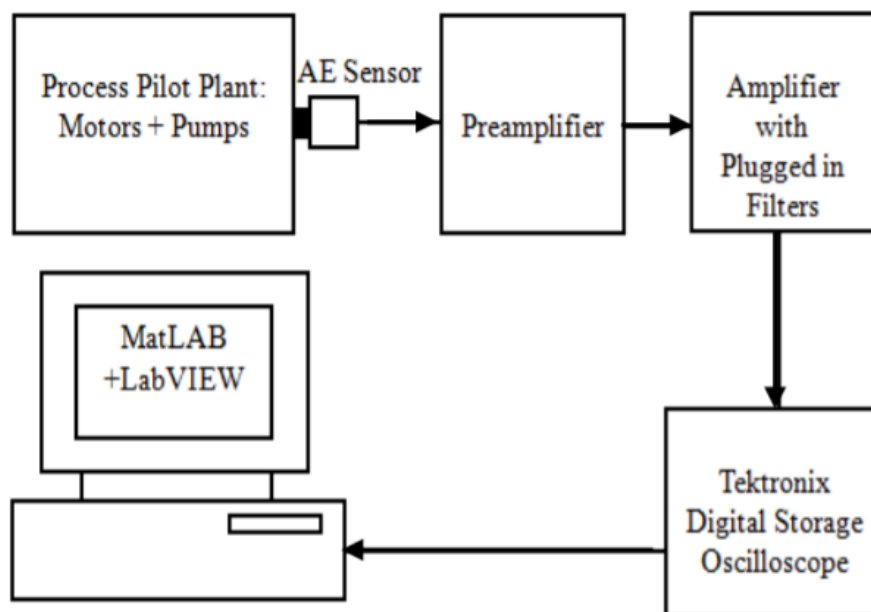 Process Pilot Plant:
Motors + Pumps
AE Sensor
Preamplifier
Amplifier
with
Plugged in
Filters
MatLAB
+LabVIEW
Tektronix
Digital Storage
Oscilloscope